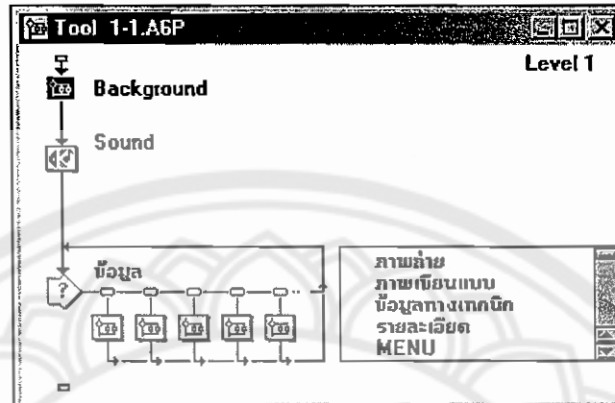 Tool 1-1.A6P
Level 1
Background
Sound
ข้อมูล
?
ภาพถ่าย
ภาพเขียนแบบ
ข้อมูลทางเทคนิก
รายละเอียด
MENU